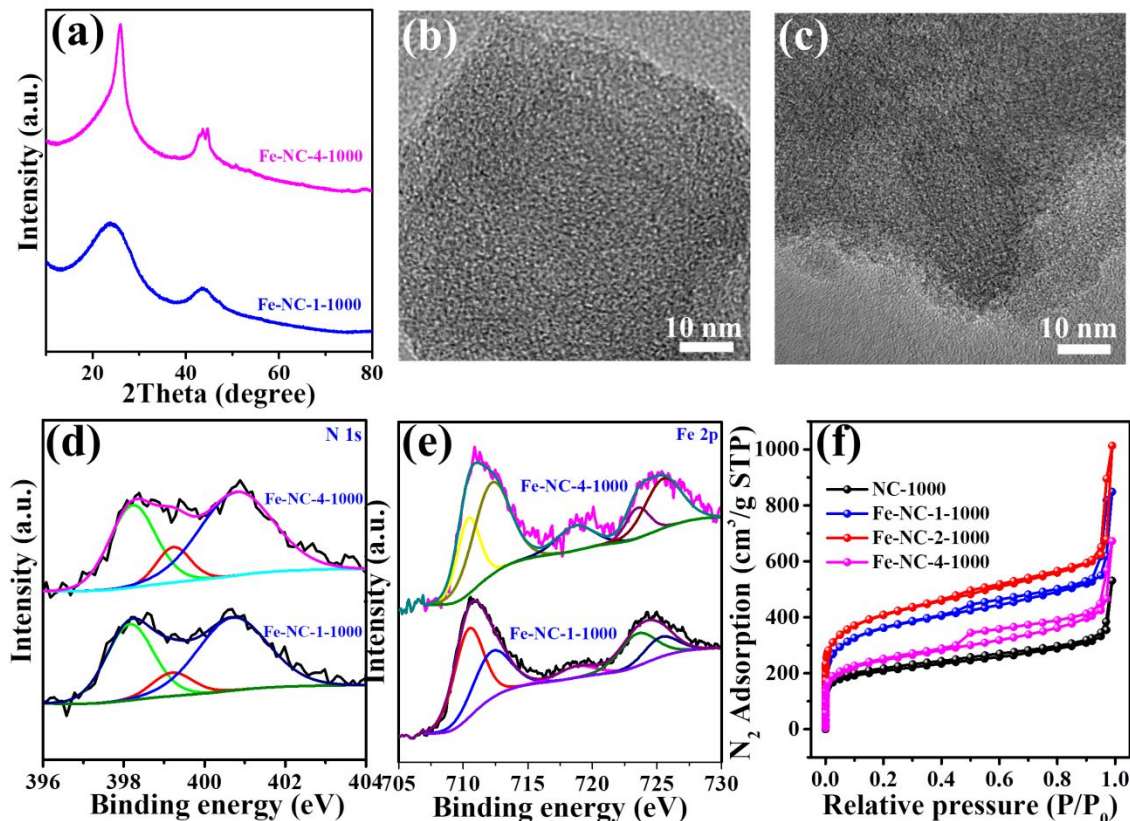 (a)
Fe-NC-4-1000
Fe-NC-1-1000
Intensity (a.u.)
20
40
60
80
2Theta (degree)
(b)
10 nm
(c)
10 nm
(d)
N 1s
Fe-NC-4-1000
Fe-NC-1-1000
Intensity (a.u.)
396
398
400
402
404
Binding energy (eV)
(e)
Fe 2p
Fe-NC-4-1000
Fe-NC-1-1000
Intensity (a.u.)
705
710
715
720
725
730
Binding energy (eV)
(f)
NC-1000
Fe-NC-1-1000
Fe-NC-2-1000
Fe-NC-4-1000
N₂ Adsorption (cm³/g STP)
1000
800
600
400
200
0
0.0
0.2
0.4
0.6
0.8
1.0
Relative pressure (P/P₀)